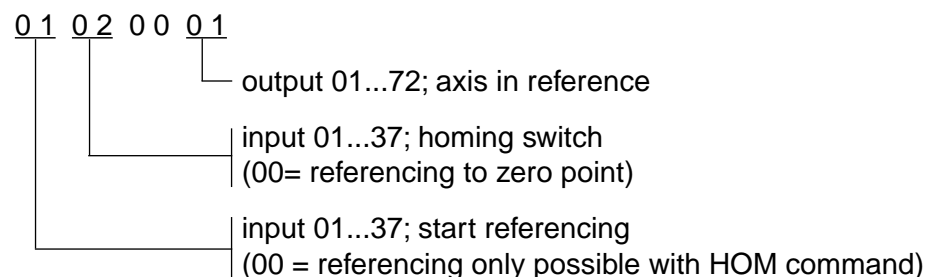 0 1 0 2 0 0 0 1
output 01...72; axis in reference
input 01...37; homing switch
(00= referencing to zero point)
input 01...37; start referencing
(00 = referencing only possible with HOM command)